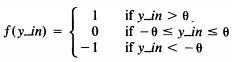 f(y_in) = { 1 if y_in > θ.
0 if -θ ≤ y_in ≤ θ
-1 if y_in < -θ